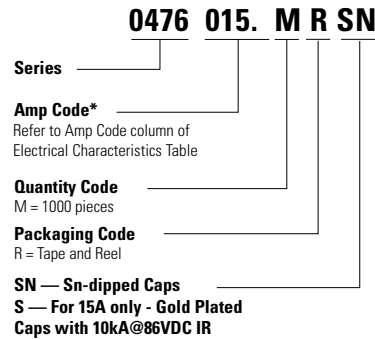 0476 015. M R SN
Series
Amp Code*
Refer to Amp Code column of
Electrical Characteristics Table
Quantity Code
M = 1000 pieces
Packaging Code
R = Tape and Reel
SN — Sn-dipped Caps
S — For 15A only - Gold Plated
Caps with 10kA@86VDC IR